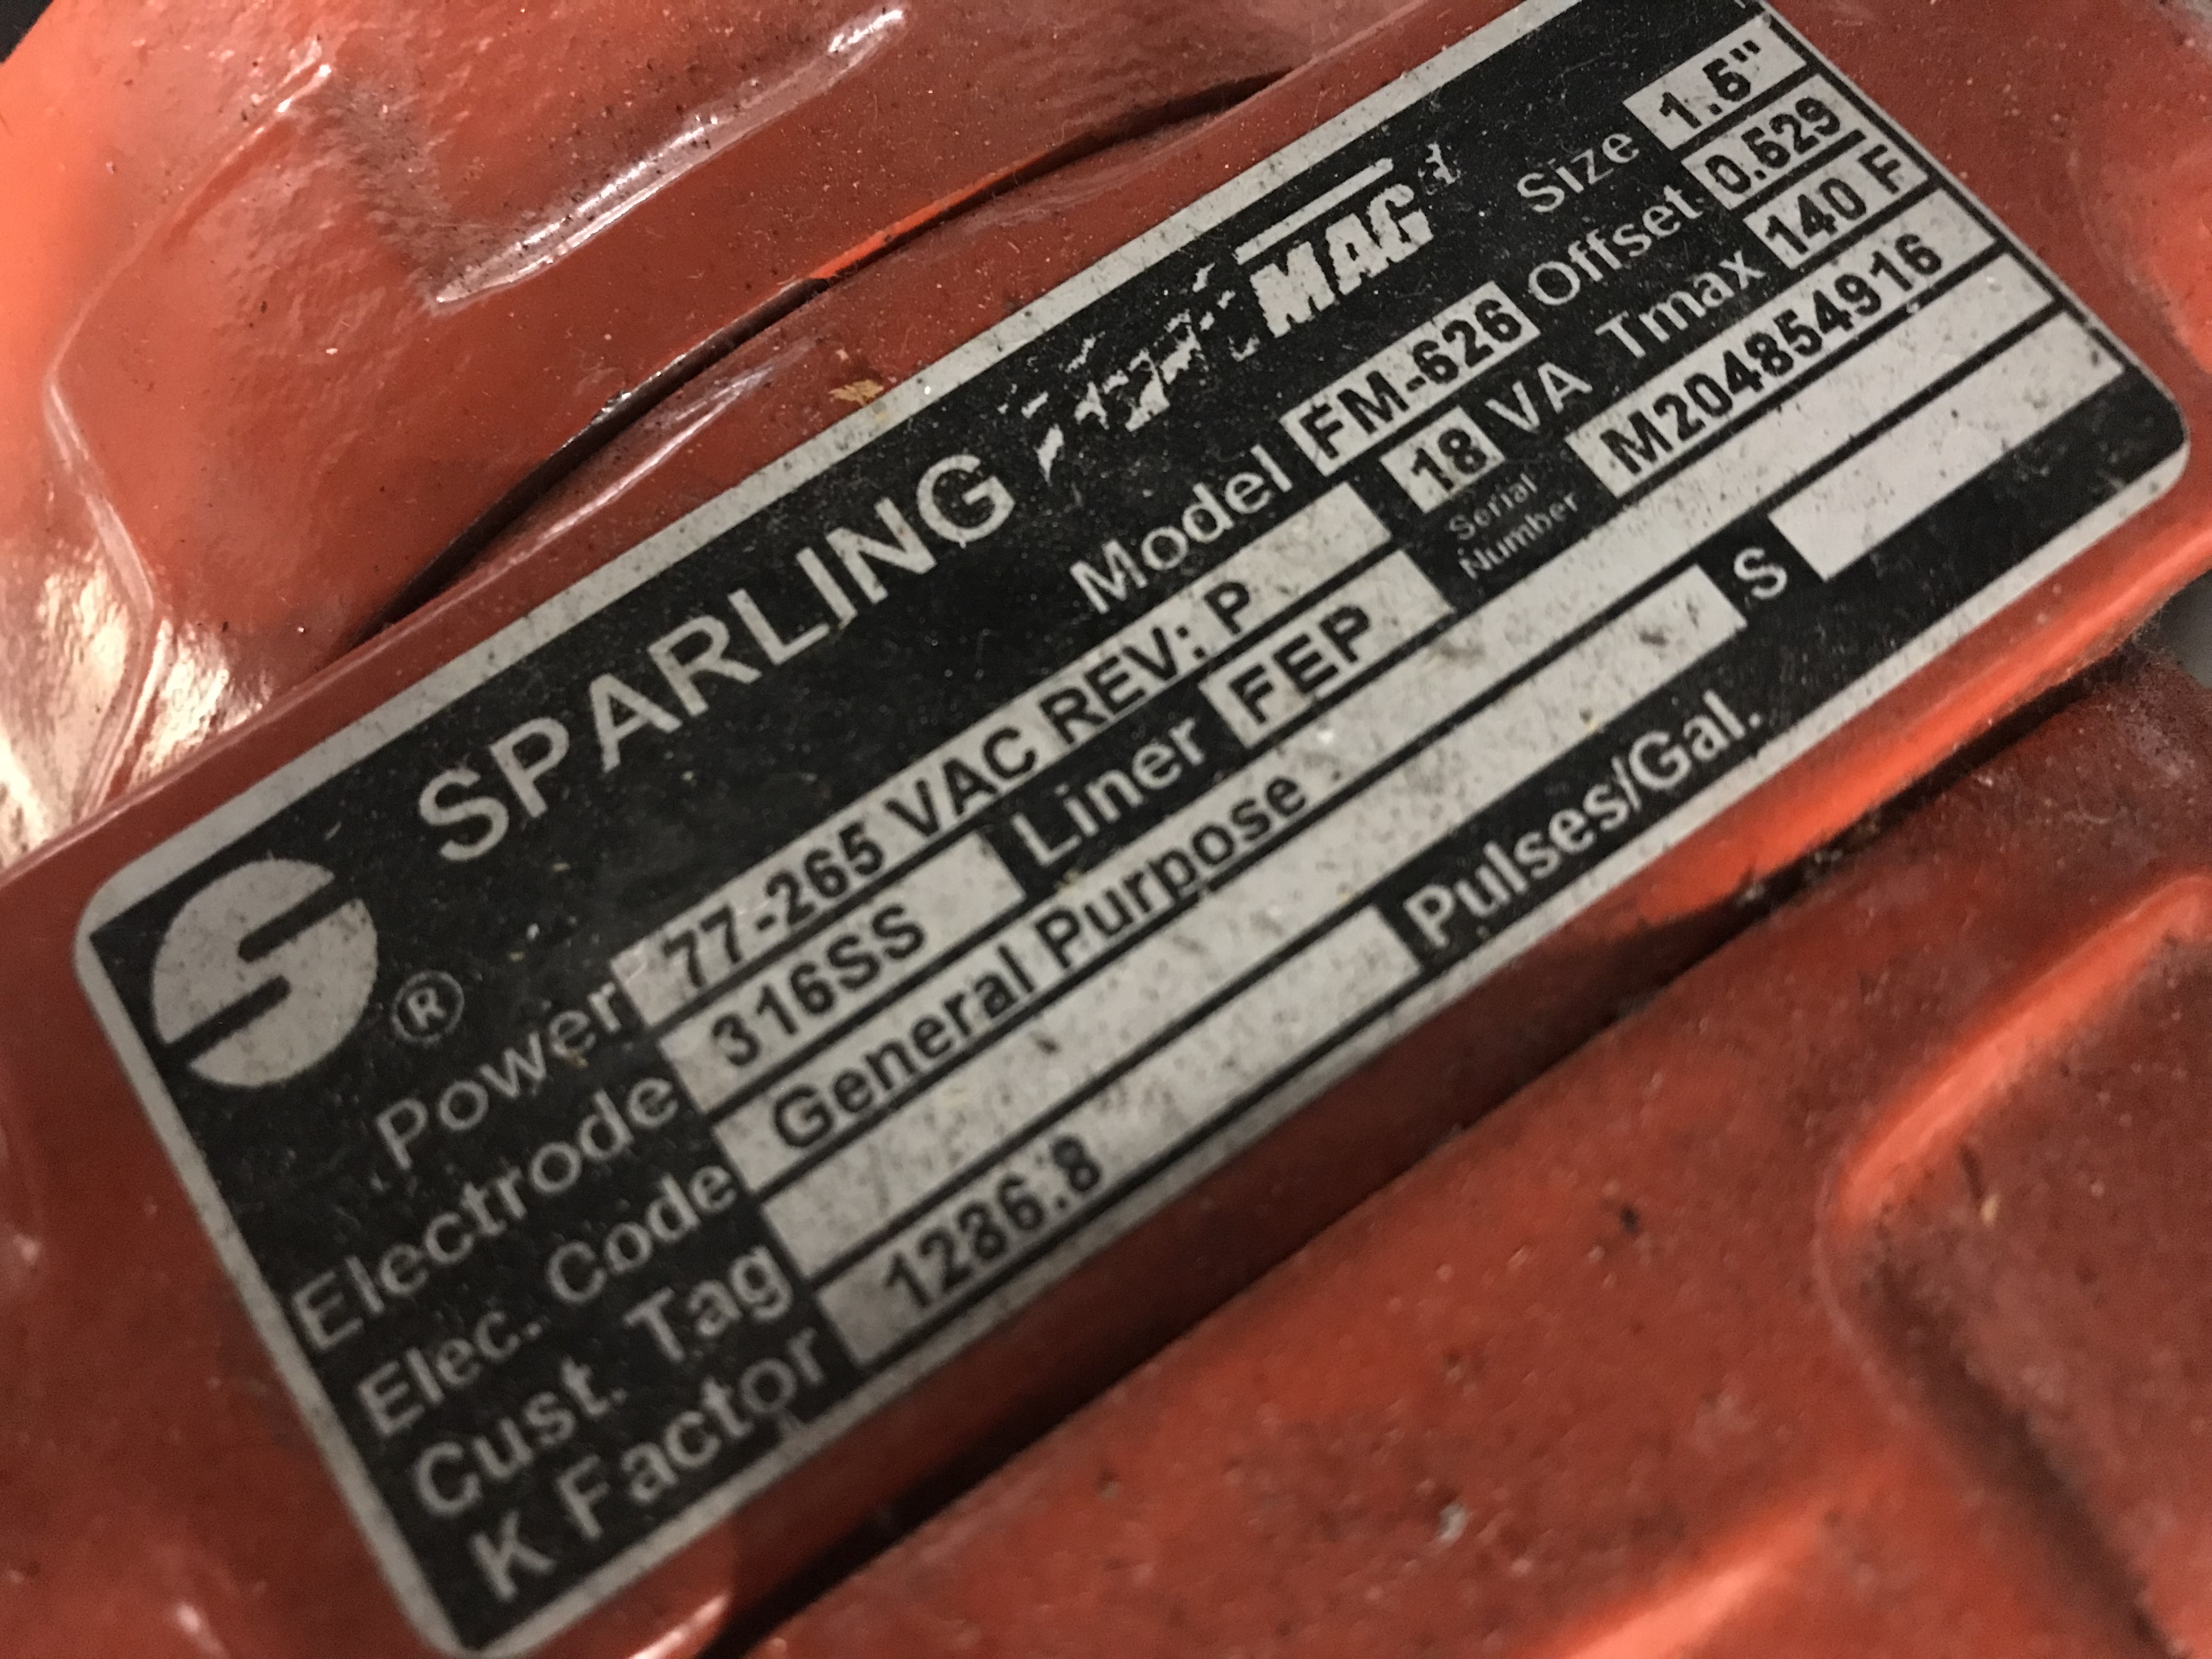 SPARLING MAG
Model FM-626 Size 1.5"
Power 77-265 VAC REV: P 18 VA Offset 0.529
Electrode 316SS Liner FEP Tmax 140 F
Elec. Code General Purpose Serial Number M204854916
Cust. Tag
K Factor 1236.8 Pulses/Gal. S
®